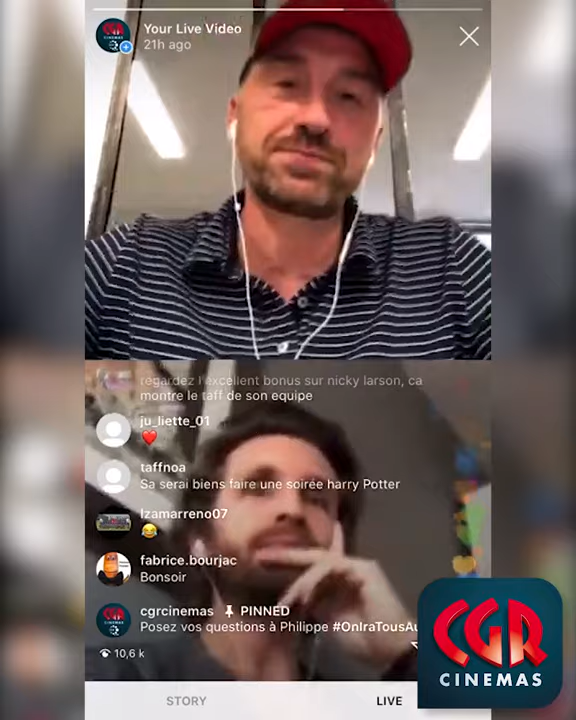 Your Live Video
21h ago
regardez l'excellent bonus sur nicky larson, ca
montre le taff de son equipe
ju_liette_01
❤️
taffnoa
Sa serai biens faire une soirée harry Potter
lzamarreno07
😂
fabrice.bourjac
Bonsoir
cgrcinemas PINNED
Posez vos questions à Philippe #OnIraTousAu
10,6 k
STORY LIVE
CGR
CINEMAS